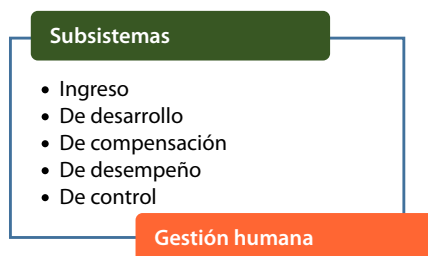 Subsistemas
• Ingreso
• De desarrollo
• De compensación
• De desempeño
• De control
Gestión humana